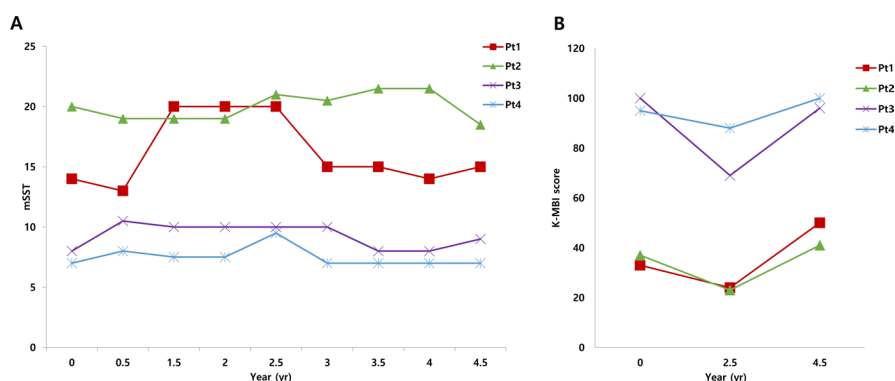 A
25
20
15
10
5
0
mSST
0 0.5 1.5 2 2.5 3 3.5 4 4.5
Year (yr)
Pt1
Pt2
Pt3
Pt4
B
120
100
80
60
40
20
0
K-MBI score
0 2.5 4.5
Year (yr)
Pt1
Pt2
Pt3
Pt4